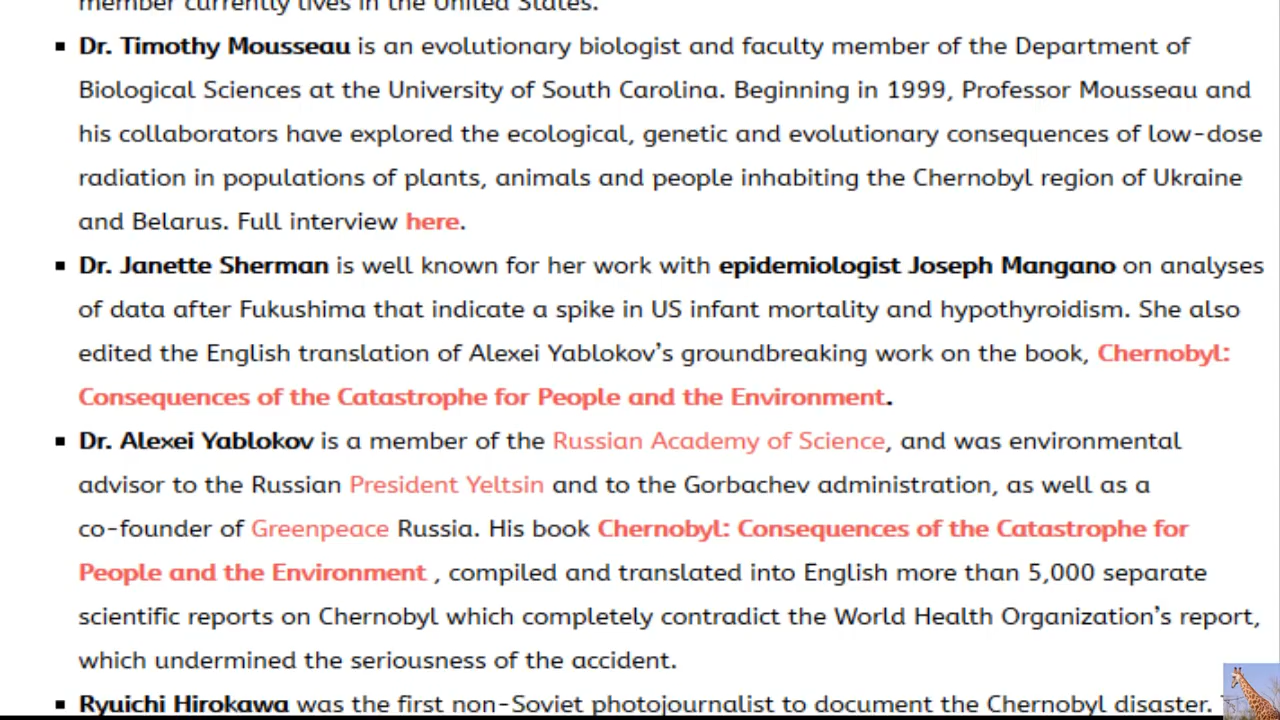 member currently lives in the United States.
Dr. Timothy Mousseau is an evolutionary biologist and faculty member of the Department of
Biological Sciences at the University of South Carolina. Beginning in 1999, Professor Mousseau and
his collaborators have explored the ecological, genetic and evolutionary consequences of low-dose
radiation in populations of plants, animals and people inhabiting the Chernobyl region of Ukraine
and Belarus. Full interview here.
Dr. Janette Sherman is well known for her work with epidemiologist Joseph Mangano on analyses
of data after Fukushima that indicate a spike in US infant mortality and hypothyroidism. She also
edited the English translation of Alexei Yablokov’s groundbreaking work on the book, Chernobyl:
Consequences of the Catastrophe for People and the Environment.
Dr. Alexei Yablokov is a member of the Russian Academy of Science, and was environmental
advisor to the Russian President Yeltsin and to the Gorbachev administration, as well as a
co-founder of Greenpeace Russia. His book Chernobyl: Consequences of the Catastrophe for
People and the Environment , compiled and translated into English more than 5,000 separate
scientific reports on Chernobyl which completely contradict the World Health Organization’s report,
which undermined the seriousness of the accident.
Ryuichi Hirokawa was the first non-Soviet photojournalist to document the Chernobyl disaster.